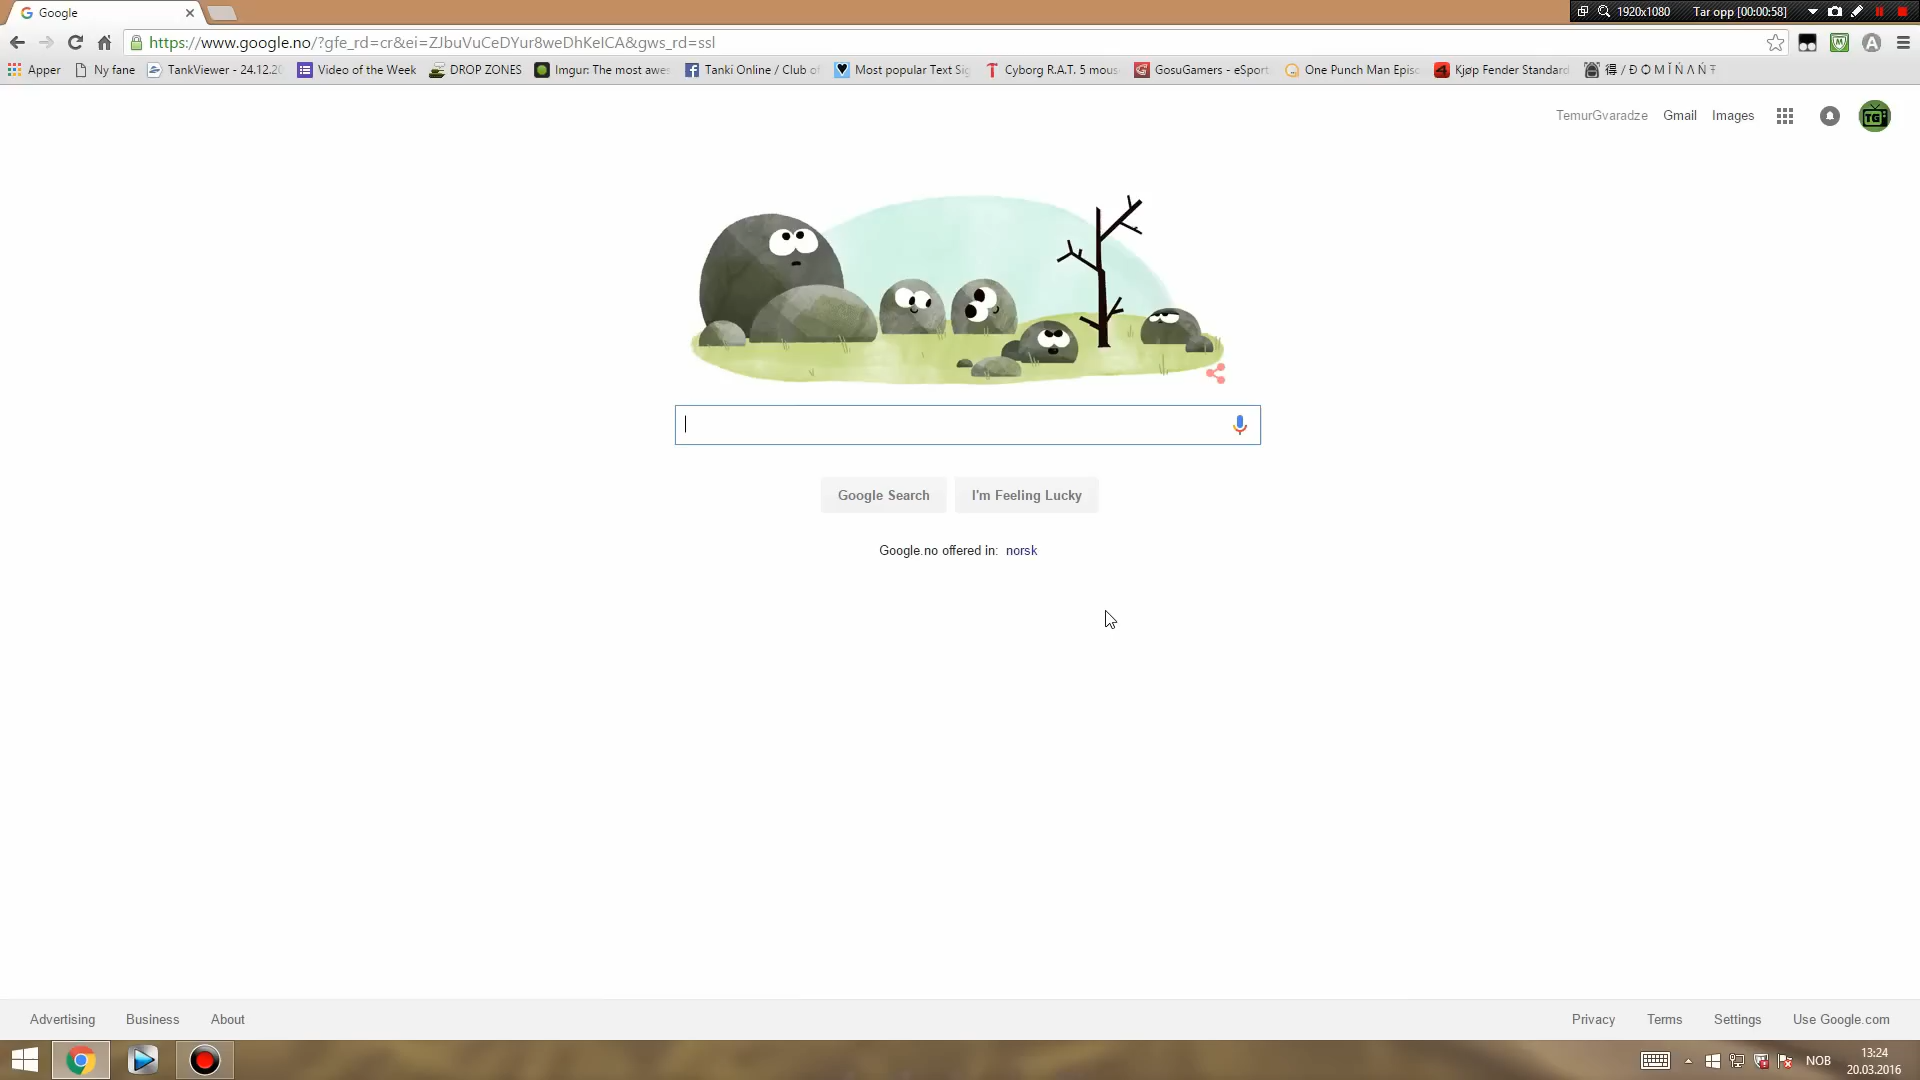 Google
1920x1080 Tar opp [00:00:58]
https://www.google.no/?gfe_rd=cr&ei=ZJbuVuCeDYur8weDhKeICA&gws_rd=ssl
Apper Ny fane TankViewer - 24.12.20 Video of the Week DROP ZONES Imgur: The most awes Tanki Online / Club of Most popular Text Sig Cyborg R.A.T. 5 mous GosuGamers - eSport One Punch Man Episo Kjøp Fender Standard
TemurGvaradze Gmail Images TG
Google Search I'm Feeling Lucky
Google.no offered in: norsk
Advertising Business About Privacy Terms Settings Use Google.com
NOB 13:24
20.03.2016